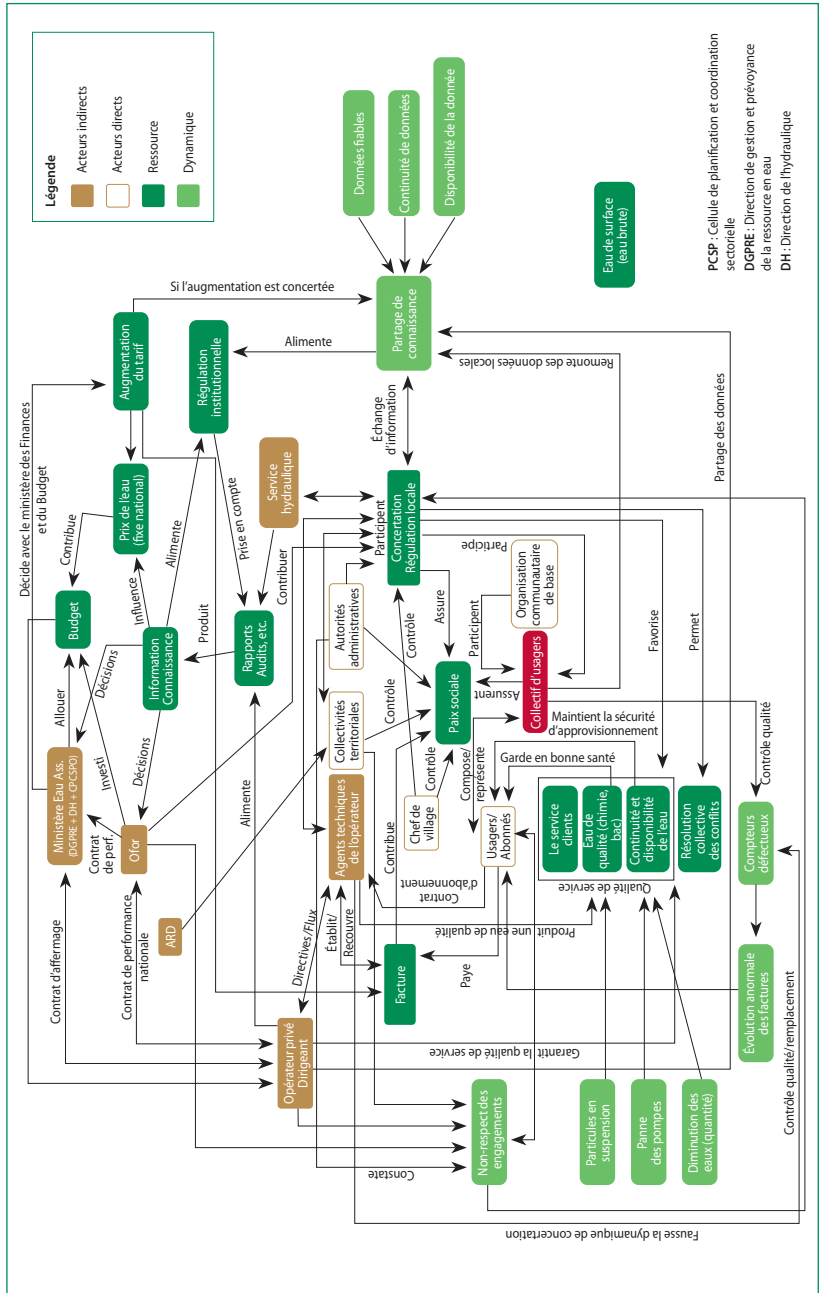 Légende
Acteurs indirects
Acteurs directs
Ressource
Dynamique
Décide avec le ministère des Finances
et du Budget
Contrat d'affermage
Contrat de performance
nationale
Ministère Eau Ass.
(DGPRE + DH + CPCSPO)
Allouer
Budget
Contribue
Prix de l'eau
(fixe national)
Augmentation
du tarif
Si l'augmentation est concertée
Contrat
de perf.
Investi
Décisions
Influence
Ofor
Décisions
Information
Connaissance
Alimente
Régulation
institutionnelle
Alimente
ARD
Produit
Prise en compte
Alimente
Rapports
Audits, etc.
Contribuer
Service
hydraulique
Données fiables
Continuité de données
Disponibilité de la donnée
Partage de
connaissance
Échange
d'information
Opérateur privé
Dirigeant
Directives/Flux
Établit/
Recouvre
Agents techniques
de l'opérateur
Collectivités
territoriales
Contrôle
Autorités
administratives
Participent
Concertation
Régulation locale
Contrôle
Facture
Contribue
Chef de
village
Contrôle
Paix sociale
Assure
Participe
Paye
Contrat
d'abonnement
Usagers/
Abonnés
Compose/
représente
Assurent
Collectif d'usagers
Participent
Organisation
communautaire
de base
Remonte des données locales
Partage des données
Constate
Non-respect des
engagements
Garantit la qualité de service
Produit une eau de qualité
Qualité de service
Le service
clients
Eau de
qualité (chimie,
bac)
Continuité et
disponibilité de
l'eau
Garde en bonne santé
Maintient la sécurité
d'approvisionnement
Favorise
Permet
Résolution
collective
des conflits
Contrôle qualité
Particules en
suspension
Panne
des pompes
Diminution des
eaux (quantité)
Évolution anormale
des factures
Compteurs
défectueux
Fausse la dynamique de concertation
Contrôle qualité/remplacement
Eau de surface
(eau brute)
PCSP : Cellule de planification et coordination
sectorielle
DGPRE : Direction de gestion et prévoyance
de la ressource en eau
DH : Direction de l'hydraulique